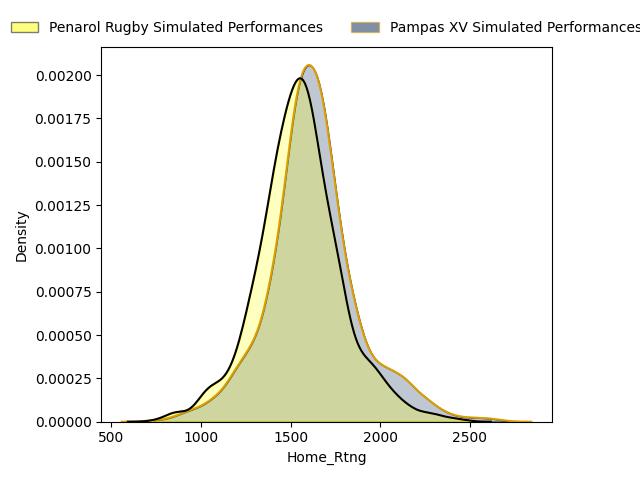 Penarol Rugby Simulated Performances
Pampas XV Simulated Performances
0.00200
0.00175
0.00150
0.00125
0.00100
0.00075
0.00050
0.00025
0.00000
Density
500 1000 1500 2000 2500
Home_Rtng